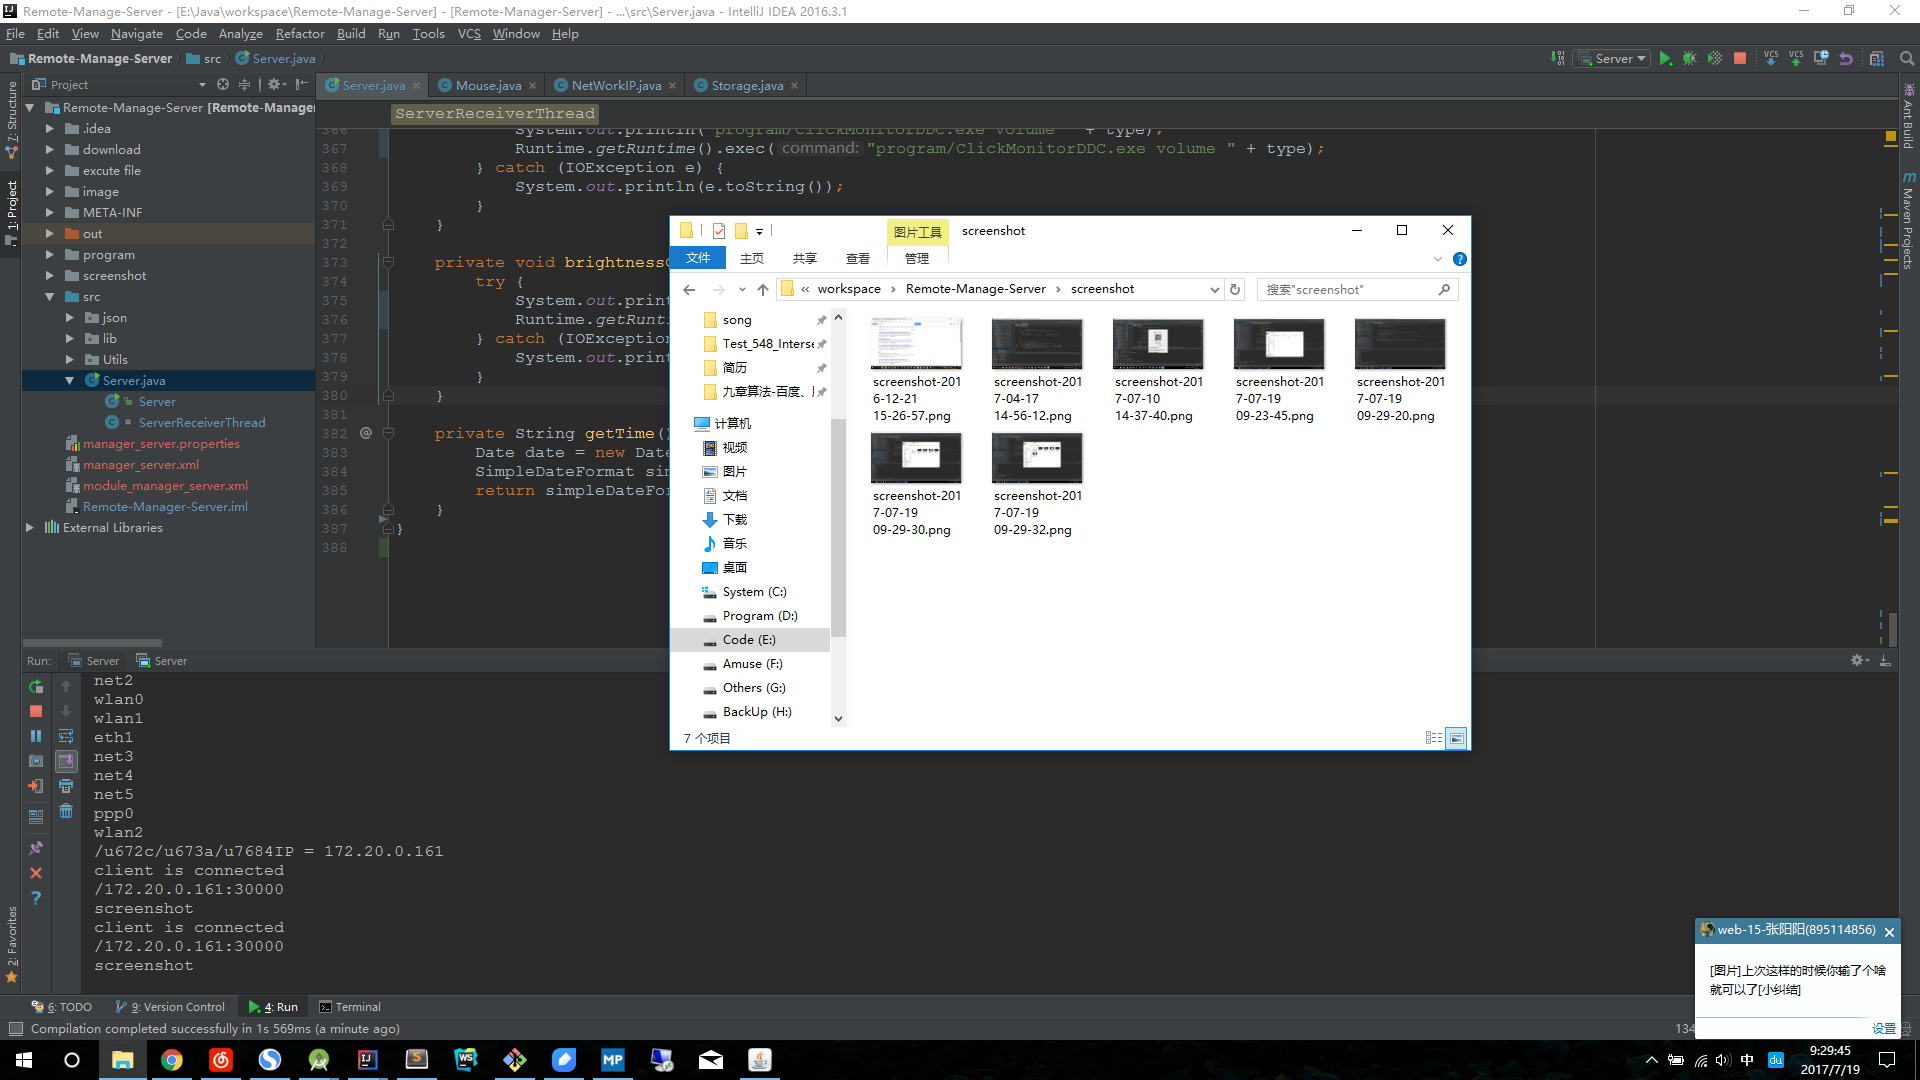 Remote-Manage-Server - [E:\Java\workspace\Remote-Manage-Server] - [Remote-Manager-Server] - ...\src\Server.java - IntelliJ IDEA 2016.3.1
File Edit View Navigate Code Analyze Refactor Build Run Tools VCS Window Help
Remote-Manage-Server src Server.java
Server
VCS VCS
Project
Server.java Mouse.java NetWorkIP.java Storage.java
ServerReceiverThread
7: Structure
1: Project
2: Favorites
Ant Build
Maven Projects
Remote-Manage-Server [Remote-Manager
.idea
download
excute file
image
META-INF
out
program
screenshot
src
json
lib
Utils
Server.java
Server
ServerReceiverThread
manager_server.properties
manager_server.xml
module_manager_server.xml
Remote-Manager-Server.iml
External Libraries
366 System.out.println("program/ClickMonitorDDC.exe volume " + type);
367 Runtime.getRuntime().exec( command: "program/ClickMonitorDDC.exe volume " + type);
368 } catch (IOException e) {
369 System.out.println(e.toString());
370 }
371 }
372
373 private void brightness
374 try {
375 System.out.print
376 Runtime.getRunt
377 } catch (IOException
378 System.out.print
379 }
380 }
381
382 @ private String getTime()
383 Date date = new Date
384 SimpleDateFormat sim
385 return simpleDateFor
386 }
387 }
388
图片工具 screenshot
文件 主页 共享 查看 管理
« workspace › Remote-Manage-Server › screenshot
搜索"screenshot"
song
Test_548_Interse
简历
九章算法-百度、
计算机
视频
图片
文档
下载
音乐
桌面
System (C:)
Program (D:)
Code (E:)
Amuse (F:)
Others (G:)
BackUp (H:)
screenshot-2016-12-21 15-26-57.png
screenshot-2017-04-17 14-56-12.png
screenshot-2017-07-10 14-37-40.png
screenshot-2017-07-19 09-23-45.png
screenshot-2017-07-19 09-29-20.png
screenshot-2017-07-19 09-29-30.png
screenshot-2017-07-19 09-29-32.png
7 个项目
Run: Server Server
net2
wlan0
wlan1
eth1
net3
net4
net5
ppp0
wlan2
/u672c/u673a/u7684IP = 172.20.0.161
client is connected
/172.20.0.161:30000
screenshot
client is connected
/172.20.0.161:30000
screenshot
6: TODO 9: Version Control 4: Run Terminal
Compilation completed successfully in 1s 569ms (a minute ago)
134
web-15-张阳阳(895114856)
[图片]上次这样的时候你输了个啥
就可以了[小纠结]
设置
WS
MP
中
du
9:29:45
2017/7/19